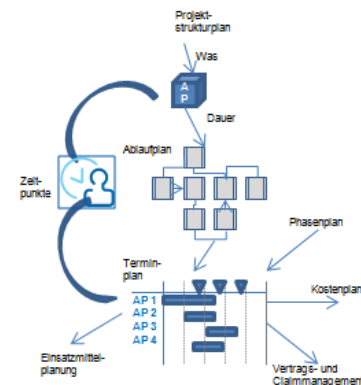 Projekt-
strukturplan
Was
A
P
Dauer
Ablaufplan
Zeit-
punkte
Phasenplan
Termin-
plan
AP 1
AP 2
AP 3
AP 4
Kostenplan
Einsatzmittel-
planung
Vertrags- und
Claimmanagement